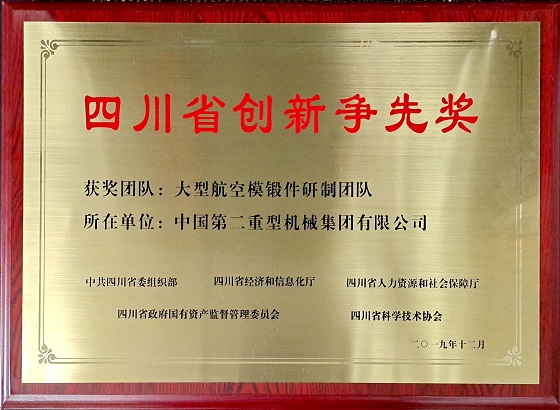 四川省创新争先奖
获奖团队：大型航空模锻件研制团队
所在单位：中国第二重型机械集团有限公司
中共四川省委组织部 四川省经济和信息化厅 四川省人力资源和社会保障厅
四川省政府国有资产监督管理委员会 四川省科学技术协会
二〇一九年十二月